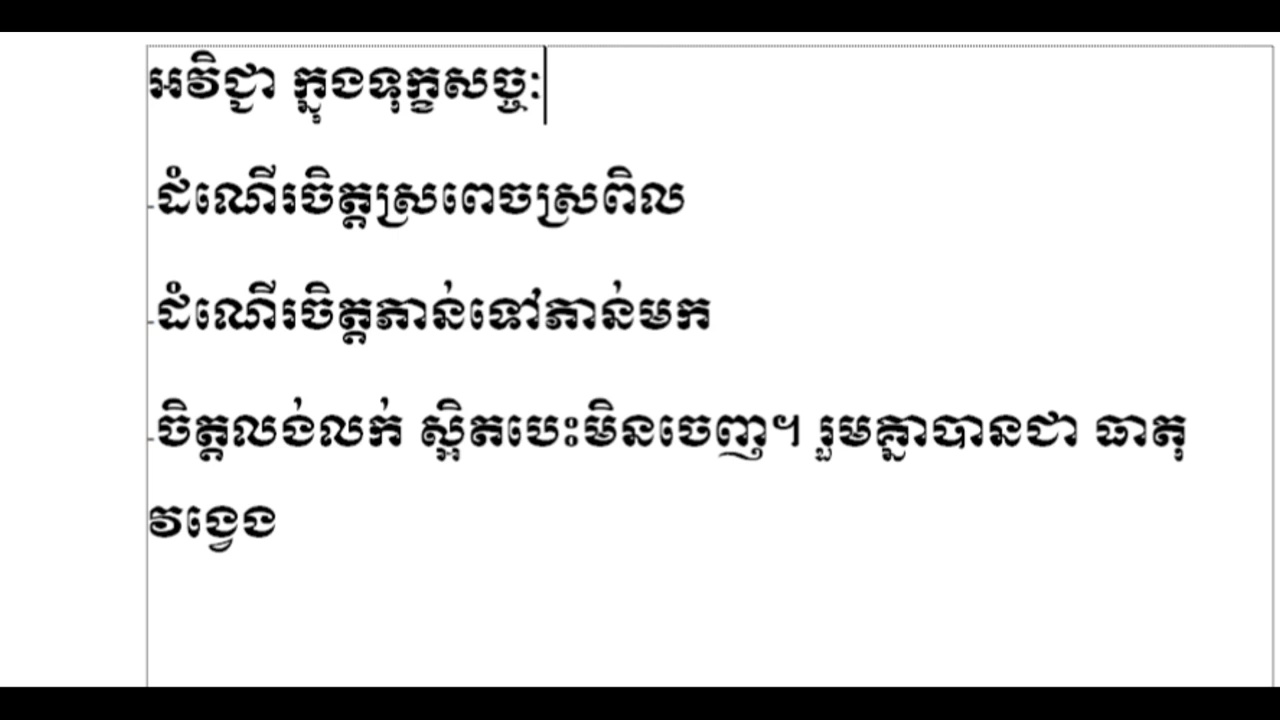 អវិជ្ជា ក្នុងទុក្ខសច្ចៈ
-ដំណើរចិត្តស្រពេចស្រពិល
-ដំណើរចិត្តភាន់ទៅភាន់មក
-ចិត្តលង់លក់ ស្អិតបេះមិនចេញ។ រួមគ្នាបានជា ធាតុ
វង្វេង